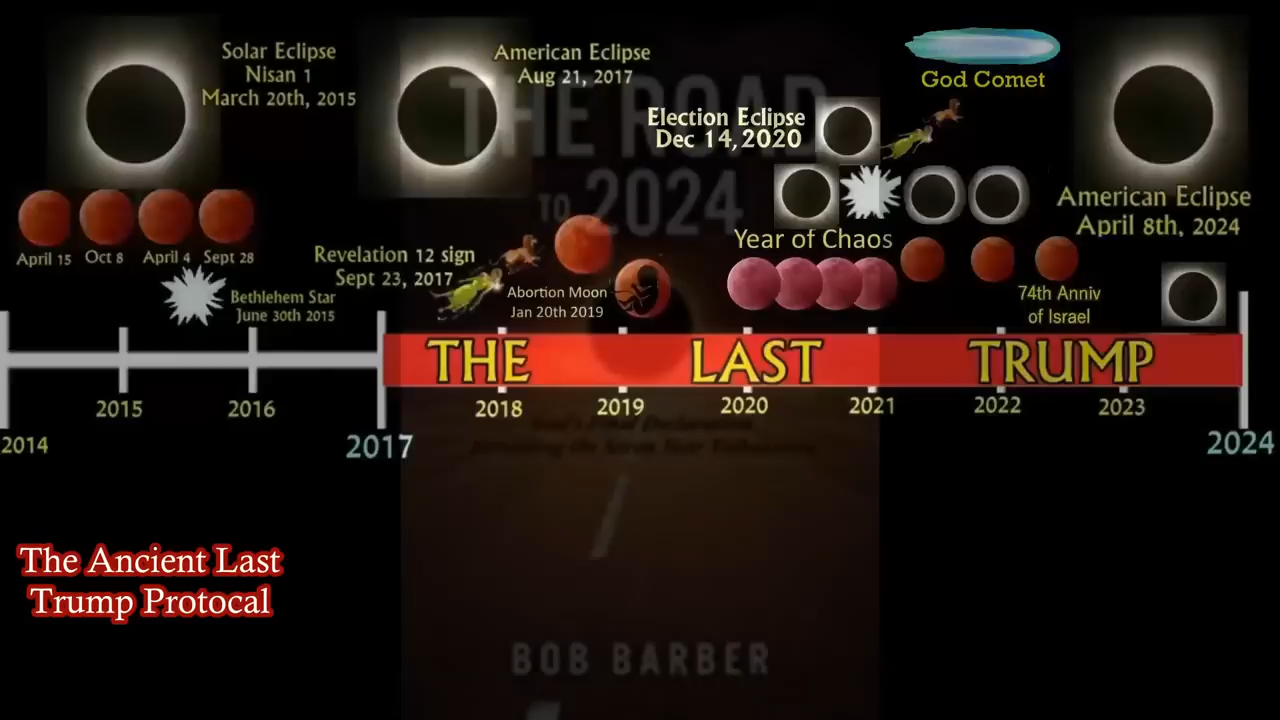 Solar Eclipse
Nisan 1
March 20th, 2015
American Eclipse
Aug 21, 2017
God Comet
THE ROAD
TO 2024
Election Eclipse
Dec 14, 2020
American Eclipse
April 8th, 2024
April 15
Oct 8
April 4
Sept 28
Year of Chaos
Revelation 12 sign
Sept 23, 2017
Bethlehem Star
June 30th 2015
Abortion Moon
Jan 20th 2019
74th Anniv
of Israel
THE LAST TRUMP
2014
2015
2016
2017
2018
2019
2020
2021
2022
2023
2024
God's Final Declaration
The Ancient Last
Trump Protocal
BOB BARBER